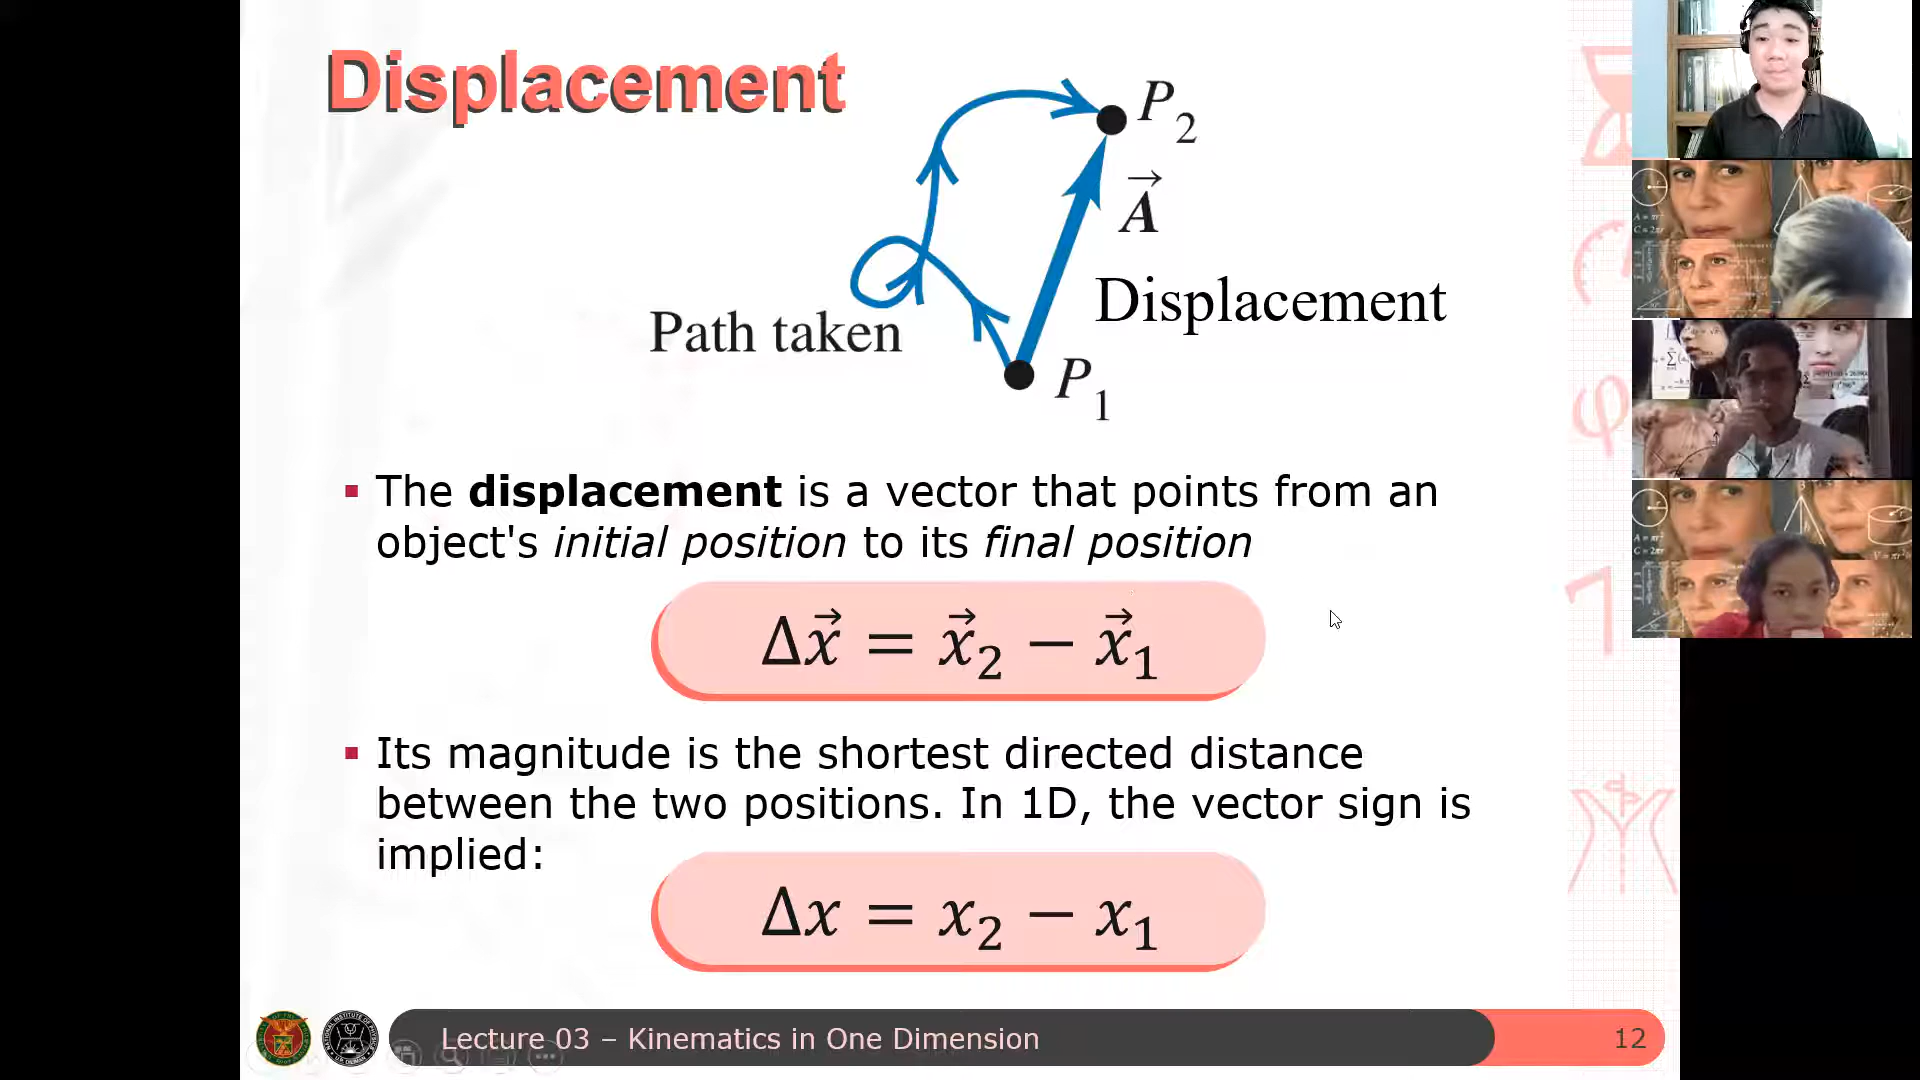 Displacement
P₂
A⃗
Displacement
Path taken
P₁
▪ The displacement is a vector that points from an
object's initial position to its final position
Δx⃗ = x⃗₂ − x⃗₁
▪ Its magnitude is the shortest directed distance
between the two positions. In 1D, the vector sign is
implied:
Δx = x₂ − x₁
Lecture 03 – Kinematics in One Dimension
12